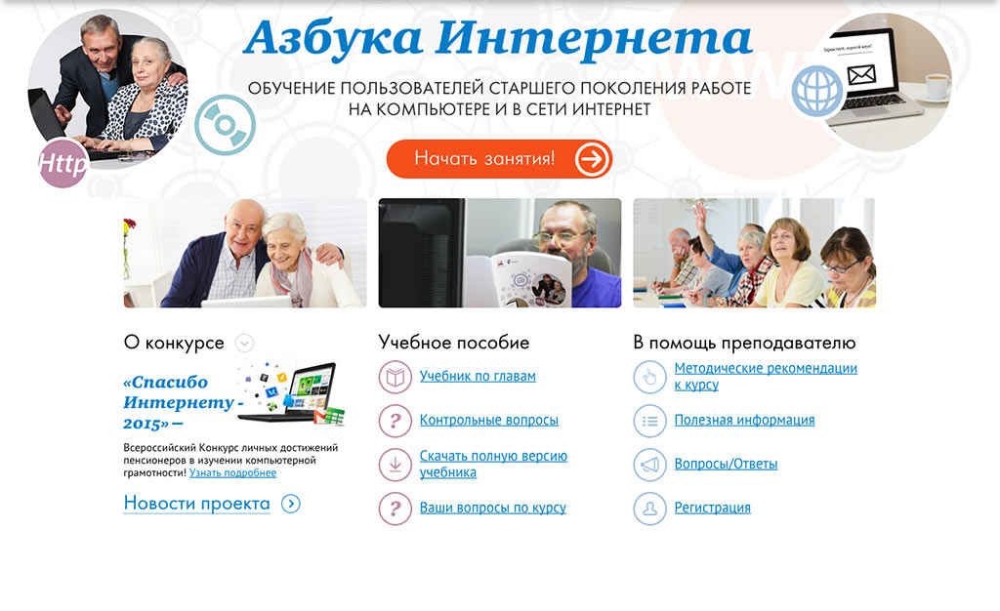 Азбука Интернета
ОБУЧЕНИЕ ПОЛЬЗОВАТЕЛЕЙ СТАРШЕГО ПОКОЛЕНИЯ РАБОТЕ
НА КОМПЬЮТЕРЕ И В СЕТИ ИНТЕРНЕТ
Http
Здравствуй, дорогой внук!
www
Начать занятия!
О конкурсе
«Спасибо
Интернету -
2015» —
Всероссийский Конкурс личных достижений
пенсионеров в изучении компьютерной
грамотности! Узнать подробнее
Новости проекта
Учебное пособие
Учебник по главам
? Контрольные вопросы
Скачать полную версию
учебника
? Ваши вопросы по курсу
В помощь преподавателю
Методические рекомендации
к курсу
Полезная информация
Вопросы/Ответы
Регистрация